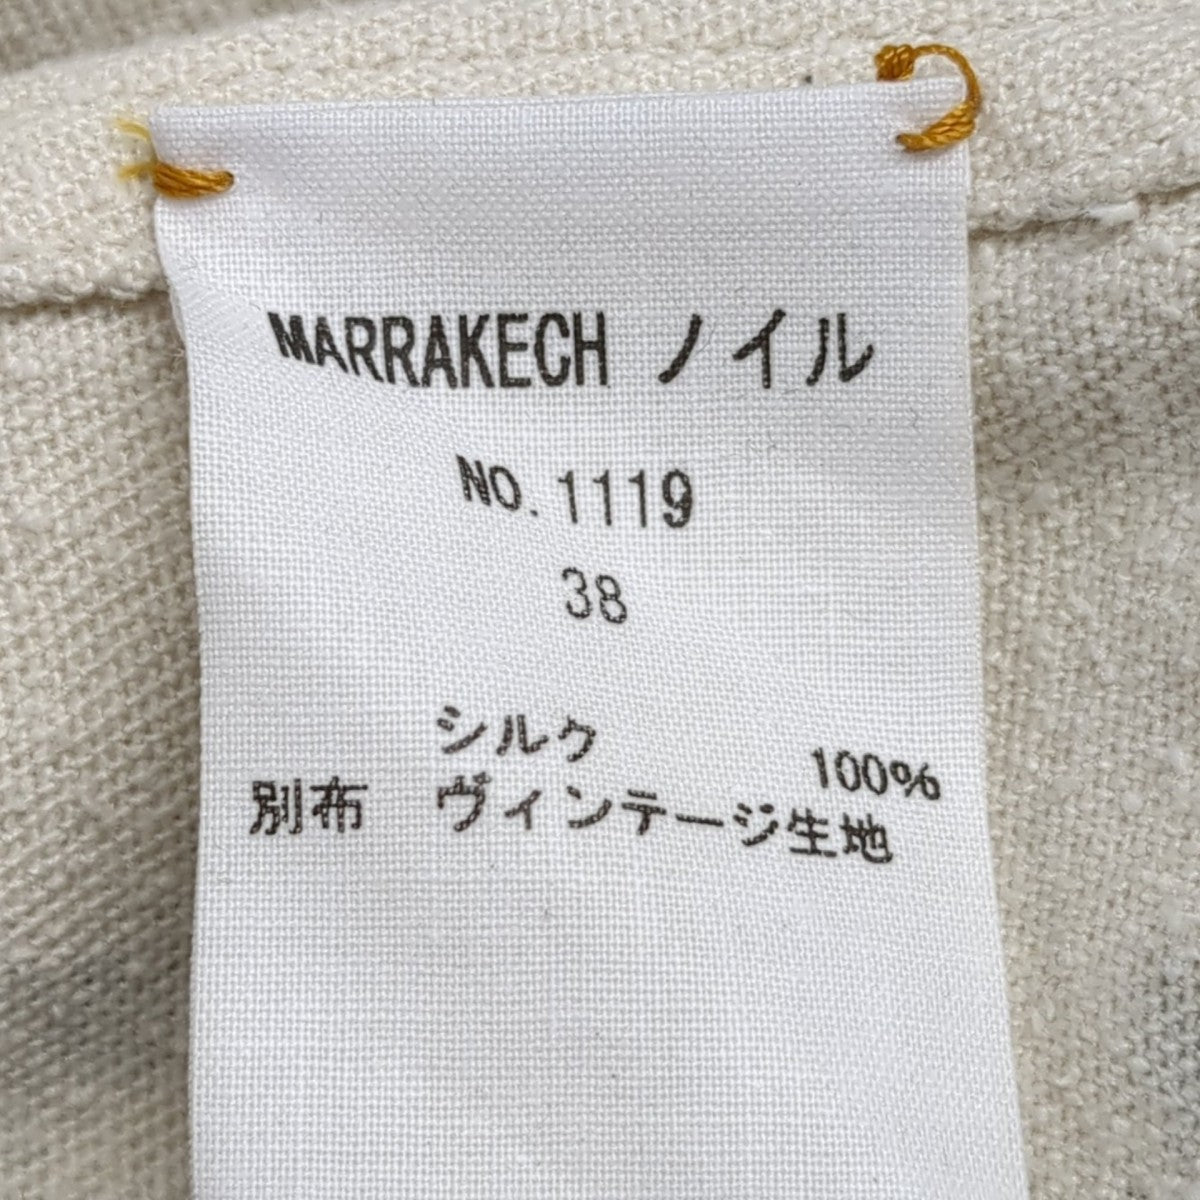 MARRAKECH ノイル
NO. 1119
38
シルク 100%
別布 ヴィンテージ生地